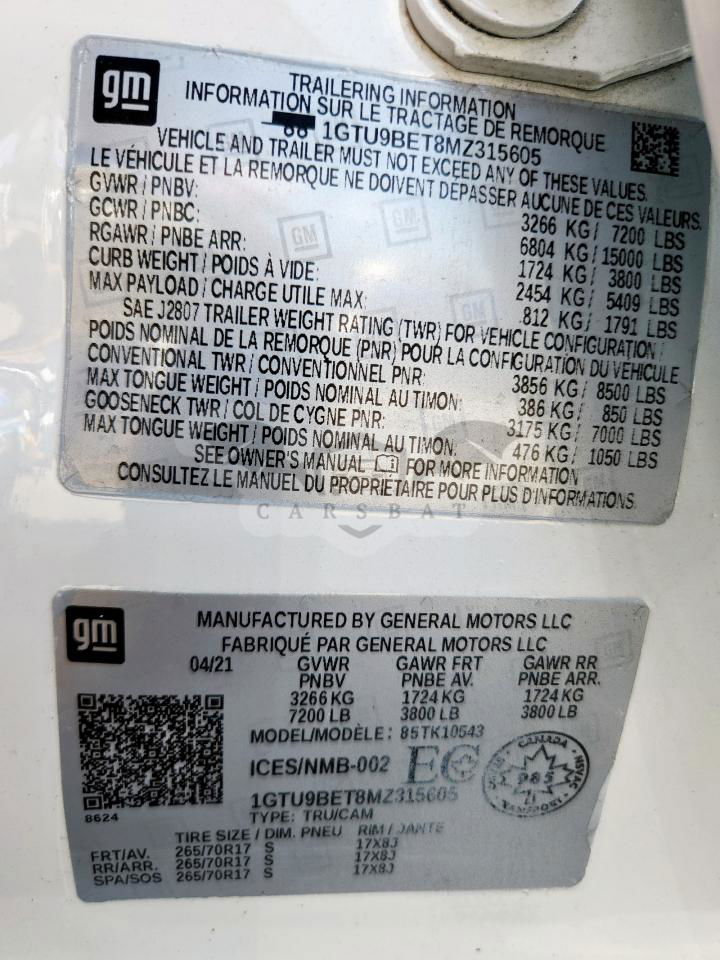 gm
TRAILERING INFORMATION
INFORMATION SUR LE TRACTAGE DE REMORQUE
1GTU9BET8MZ315605
VEHICLE AND TRAILER MUST NOT EXCEED ANY OF THESE VALUES.
LE VÉHICULE ET LA REMORQUE NE DOIVENT DÉPASSER AUCUNE DE CES VALEURS.
GVWR / PNBV: 3266 KG / 7200 LBS
GCWR / PNBC: 6804 KG / 15000 LBS
RGAWR / PNBE ARR: 1724 KG / 3800 LBS
CURB WEIGHT / POIDS À VIDE: 2454 KG / 5409 LBS
MAX PAYLOAD / CHARGE UTILE MAX: 812 KG / 1791 LBS
SAE J2807 TRAILER WEIGHT RATING (TWR) FOR VEHICLE CONFIGURATION /
POIDS NOMINAL DE LA REMORQUE (PNR) POUR LA CONFIGURATION DU VÉHICULE
CONVENTIONAL TWR / CONVENTIONNEL PNR: 3856 KG / 8500 LBS
MAX TONGUE WEIGHT / POIDS NOMINAL AU TIMON: 386 KG / 850 LBS
GOOSENECK TWR / COL DE CYGNE PNR: 3175 KG / 7000 LBS
MAX TONGUE WEIGHT / POIDS NOMINAL AU TIMON: 476 KG / 1050 LBS
SEE OWNER'S MANUAL FOR MORE INFORMATION
CONSULTEZ LE MANUEL DU PROPRIÉTAIRE POUR PLUS D'INFORMATIONS
CARSBAT
gm
MANUFACTURED BY GENERAL MOTORS LLC
FABRIQUÉ PAR GENERAL MOTORS LLC
04/21 GVWR GAWR FRT GAWR RR
PNBV PNBE AV. PNBE ARR.
3266 KG 1724 KG 1724 KG
7200 LB 3800 LB 3800 LB
MODEL/MODÈLE: 85TK10543
ICES/NMB-002 EC
CANADA
985
1GTU9BET8MZ315605
8624
TYPE: TRU/CAM
TIRE SIZE / DIM. PNEU RIM / JANTE
FRT/AV. 265/70R17 S 17X8J
RR/ARR. 265/70R17 S 17X8J
SPA/SOS 265/70R17 S 17X8J